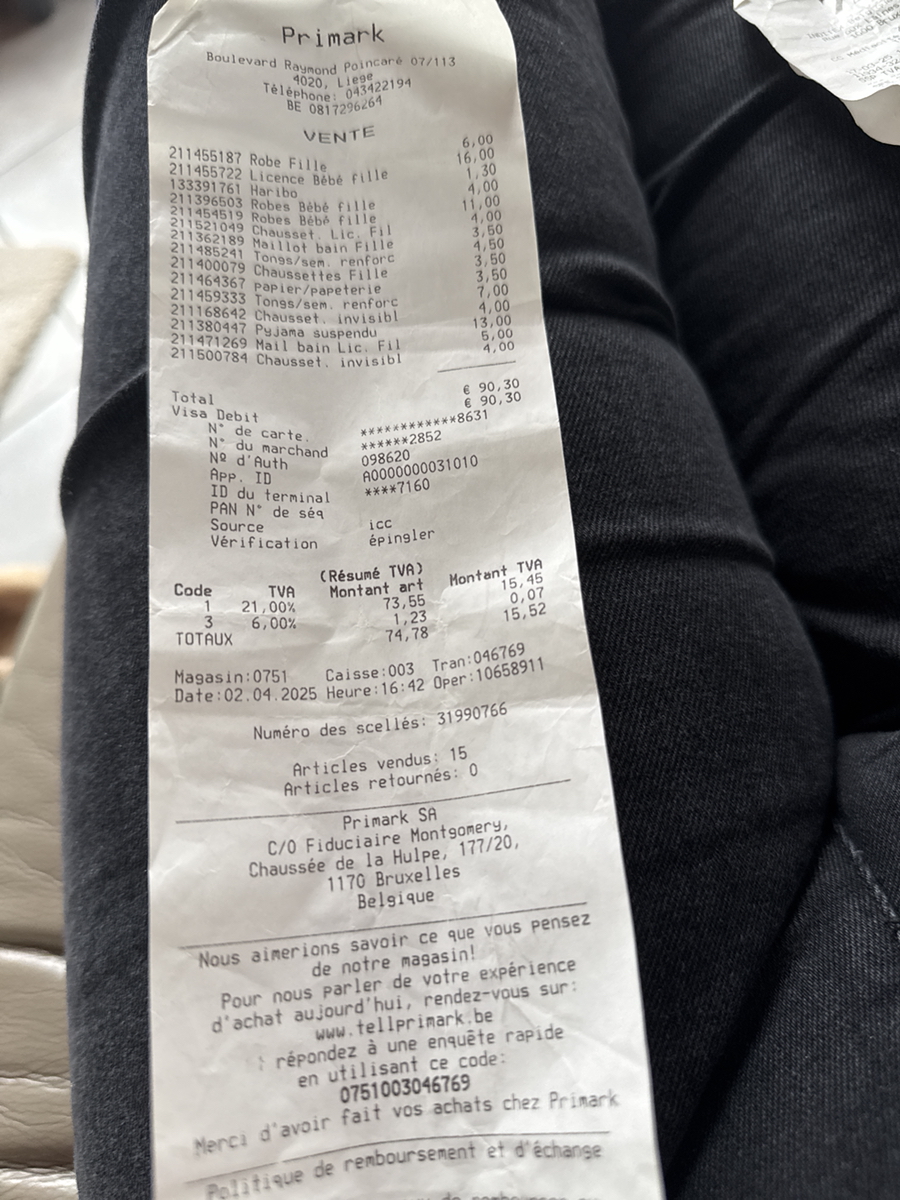 Primark
Boulevard Raymond Poincaré 07/113
4020, Liege
Téléphone: 043422194
BE 0817296264
VENTE
211455187 Robe Fille 6,00
211455722 Licence Bébé fille 16,00
133391761 Haribo 1,30
211396503 Robes Bébé fille 4,00
211454519 Robes Bébé fille 11,00
211521049 Chausset. Lic. Fil 4,00
211362189 Maillot bain Fille 3,50
211485241 Tongs/sem. renforc 4,50
211400079 Chaussettes Fille 3,50
211464367 papier/papeterie 3,50
211459333 Tongs/sem. renforc 7,00
211168642 Chausset. invisibl 4,00
211380447 Pyjama suspendu 13,00
211471269 Mail bain Lic. Fil 5,00
211500784 Chausset. invisibl 4,00
Total € 90,30
Visa Debit € 90,30
N° de carte. ************8631
N° du marchand ******2852
Nº d'Auth 098620
App. ID A0000000031010
ID du terminal ****7160
PAN N° de séq
Source icc
Vérification épingler
(Résumé TVA)
Code TVA Montant art Montant TVA
1 21,00% 73,55 15,45
3 6,00% 1,23 0,07
TOTAUX 74,78 15,52
Magasin:0751 Caisse:003 Tran:046769
Date:02.04.2025 Heure:16:42 Oper:10658911
Numéro des scellés: 31990766
Articles vendus: 15
Articles retournés: 0
Primark SA
C/O Fiduciaire Montgomery,
Chaussée de la Hulpe, 177/20,
1170 Bruxelles
Belgique
Nous aimerions savoir ce que vous pensez
de notre magasin!
Pour nous parler de votre expérience
d'achat aujourd'hui, rendez-vous sur:
www.tellprimark.be
répondez à une enquête rapide
en utilisant ce code:
0751003046769
Merci d'avoir fait vos achats chez Primark
Politique de remboursement et d'échange